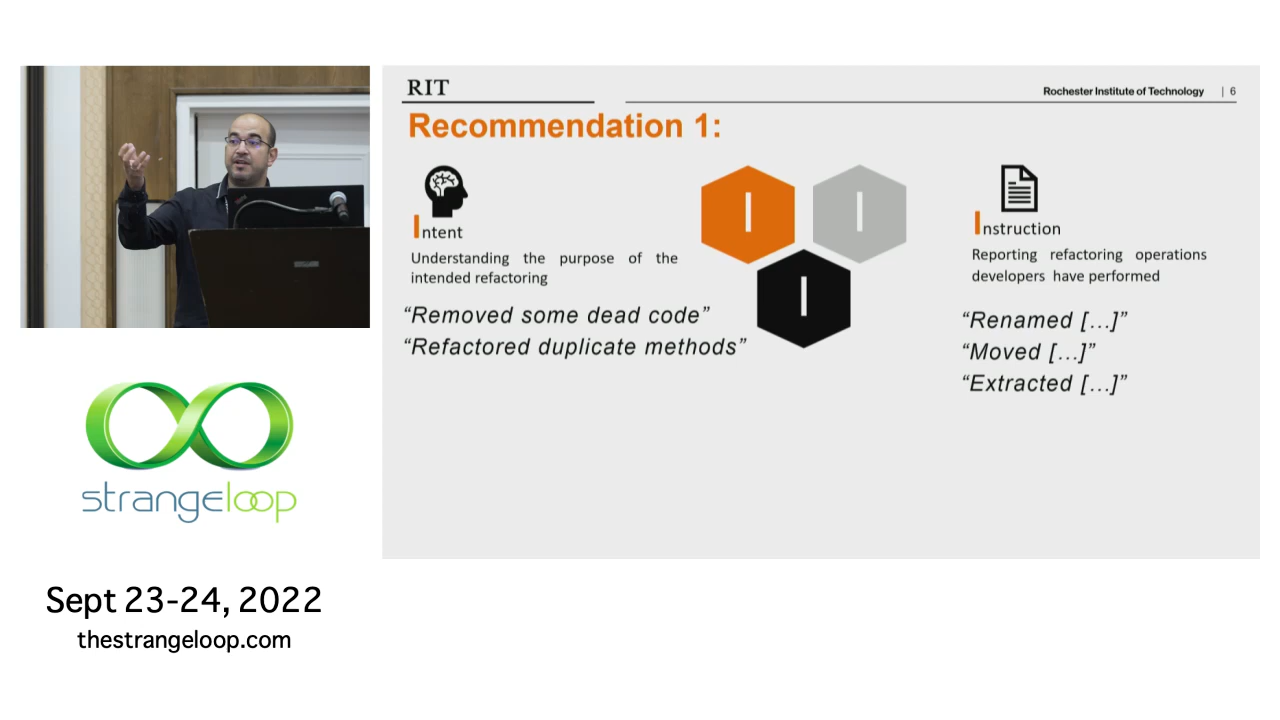 RIT
Rochester Institute of Technology | 6
Recommendation 1:
Intent
Understanding the purpose of the
intended refactoring
“Removed some dead code”
“Refactored duplicate methods”
I
I
I
Instruction
Reporting refactoring operations
developers have performed
“Renamed […]”
“Moved […]”
“Extracted […]”
strangeloop
Sept 23-24, 2022
thestrangeloop.com